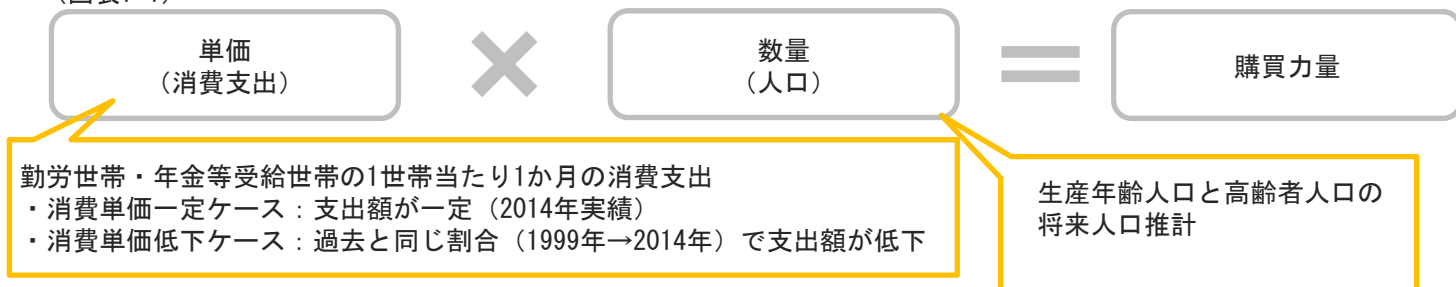 単価
(消費支出)
数量
(人口)
購買力量
勤労世帯・年金等受給世帯の1世帯当たり1か月の消費支出
・消費単価一定ケース：支出額が一定（2014年実績）
・消費単価低下ケース：過去と同じ割合（1999年→2014年）で支出額が低下
生産年齢人口と高齢者人口の
将来人口推計